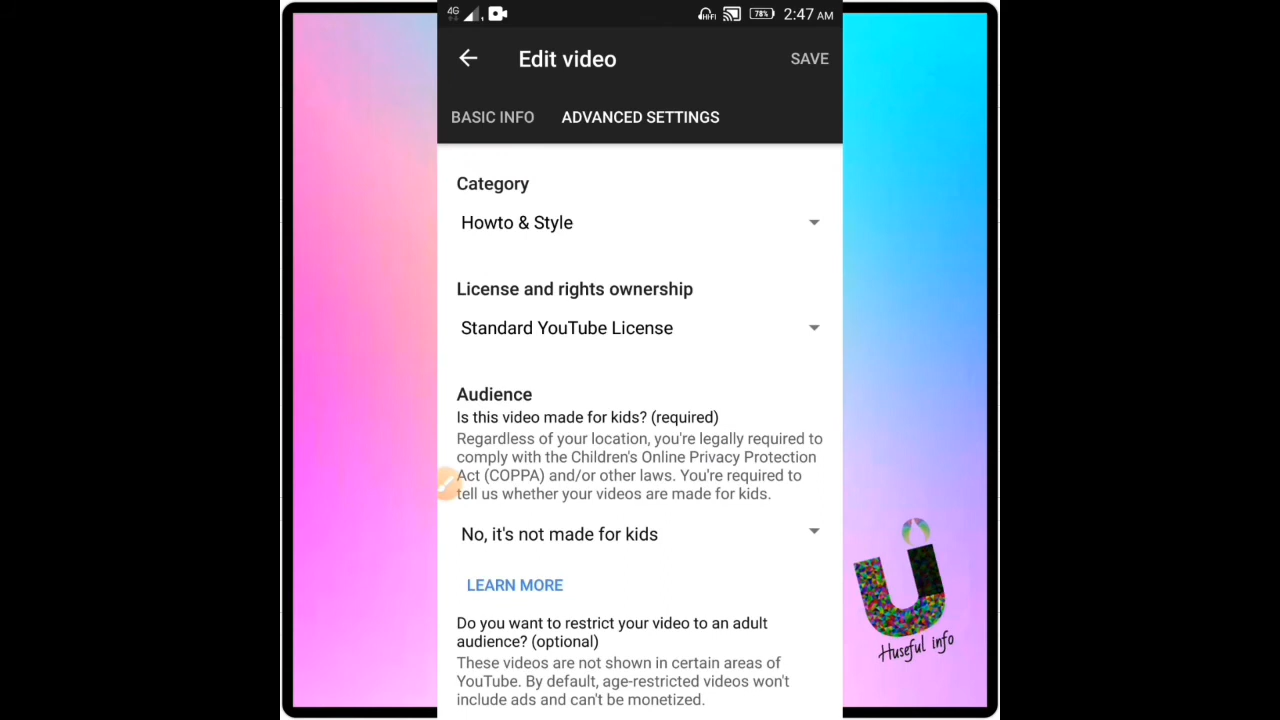 4G 78% 2:47 AM
Edit video SAVE
BASIC INFO ADVANCED SETTINGS
Category
Howto & Style
License and rights ownership
Standard YouTube License
Audience
Is this video made for kids? (required)
Regardless of your location, you're legally required to
comply with the Children's Online Privacy Protection
Act (COPPA) and/or other laws. You're required to
tell us whether your videos are made for kids.
No, it's not made for kids
LEARN MORE
Do you want to restrict your video to an adult
audience? (optional)
These videos are not shown in certain areas of
YouTube. By default, age-restricted videos won't
include ads and can't be monetized.
Huseful info